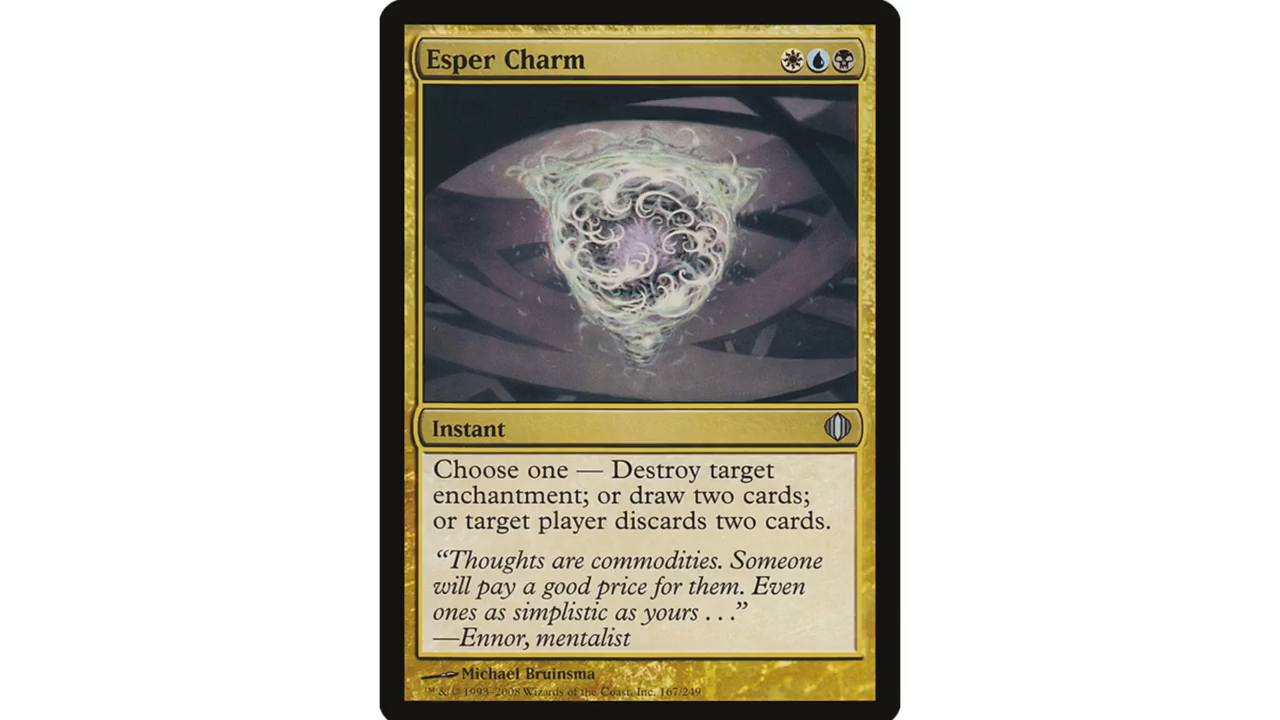 Esper Charm
Instant
Choose one — Destroy target
enchantment; or draw two cards;
or target player discards two cards.
“Thoughts are commodities. Someone
will pay a good price for them. Even
ones as simplistic as yours . . .”
—Ennor, mentalist
Michael Bruinsma
™ & © 1993–2008 Wizards of the Coast, Inc. 167/249